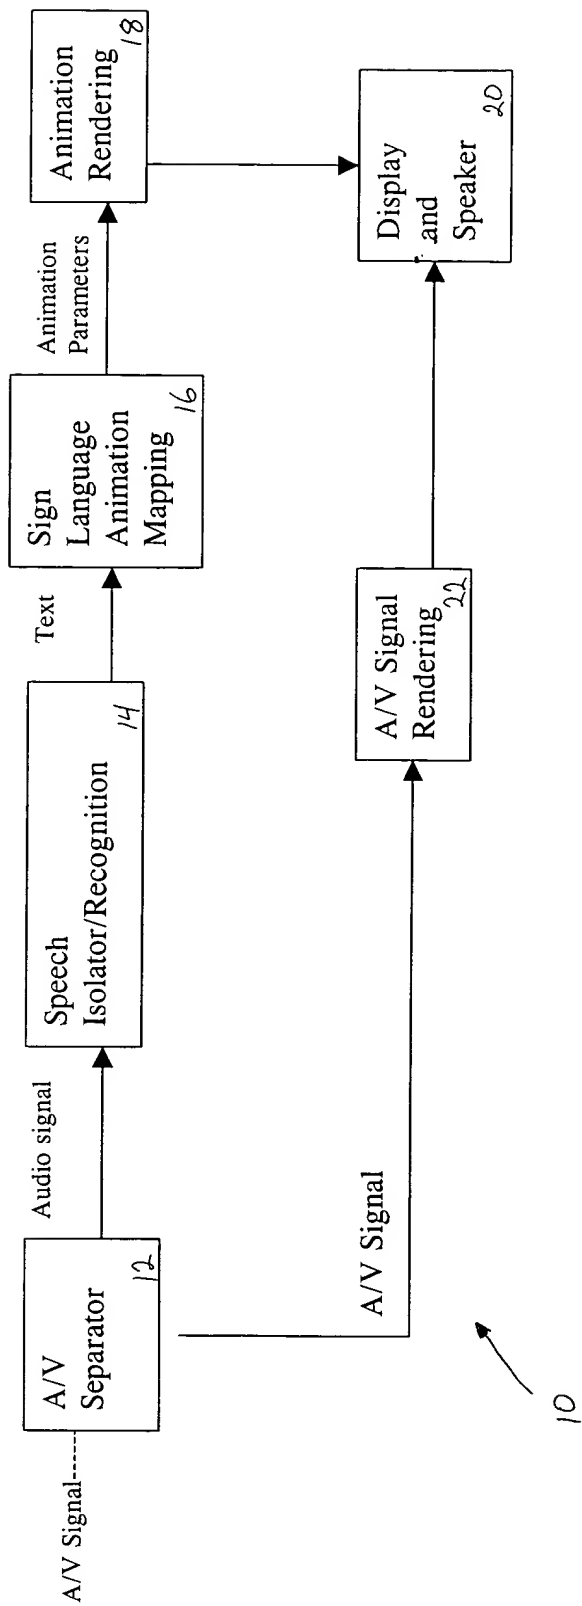 A/V Signal
A/V
Separator
12
Audio signal
Speech
Isolator/Recognition
14
Text
Sign
Language
Animation
Mapping
16
Animation
Parameters
Animation
Rendering
18
A/V Signal
A/V Signal
Rendering
22
Display
and
Speaker
20
10